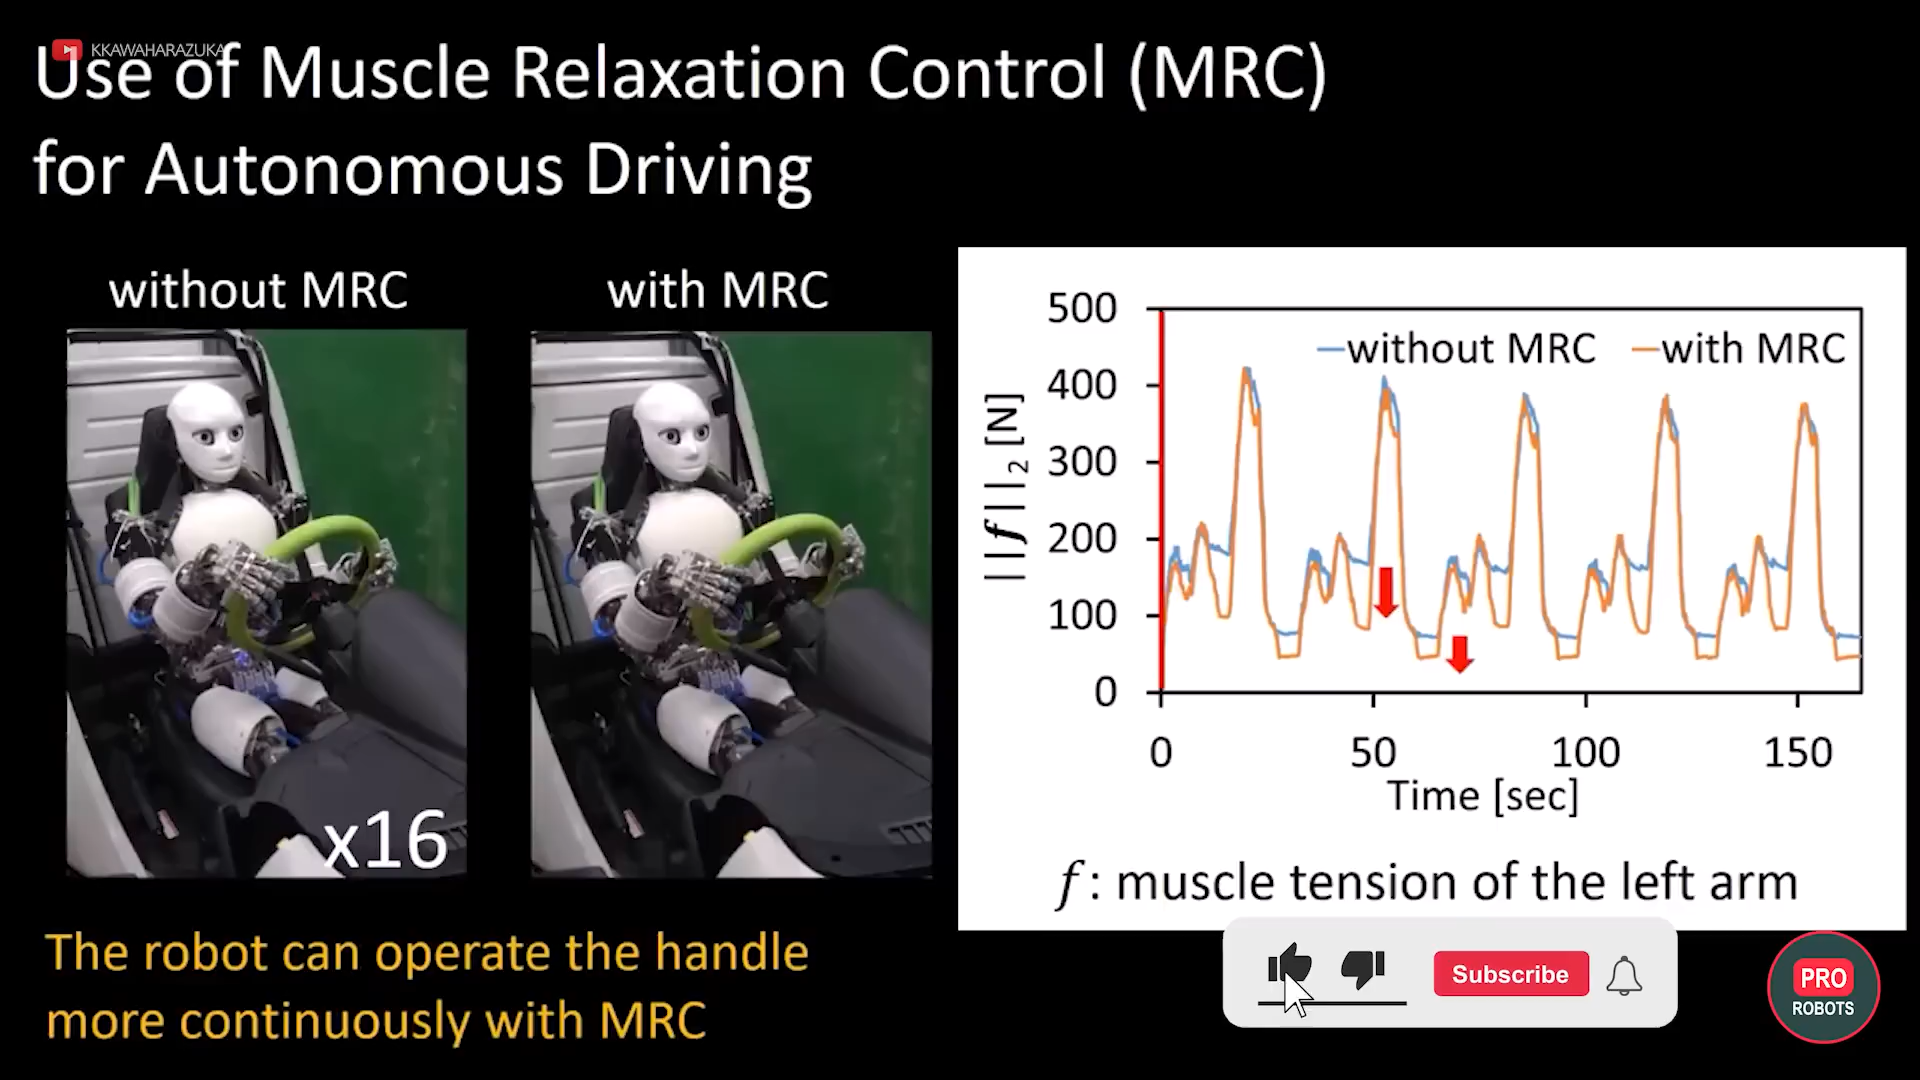 KKAWAHARAZUKA
Use of Muscle Relaxation Control (MRC)
for Autonomous Driving
without MRC
with MRC
x16
500
400
300
200
100
0
||f||2 [N]
without MRC
with MRC
0
50
100
150
Time [sec]
f: muscle tension of the left arm
The robot can operate the handle
more continuously with MRC
Subscribe
PRO
ROBOTS